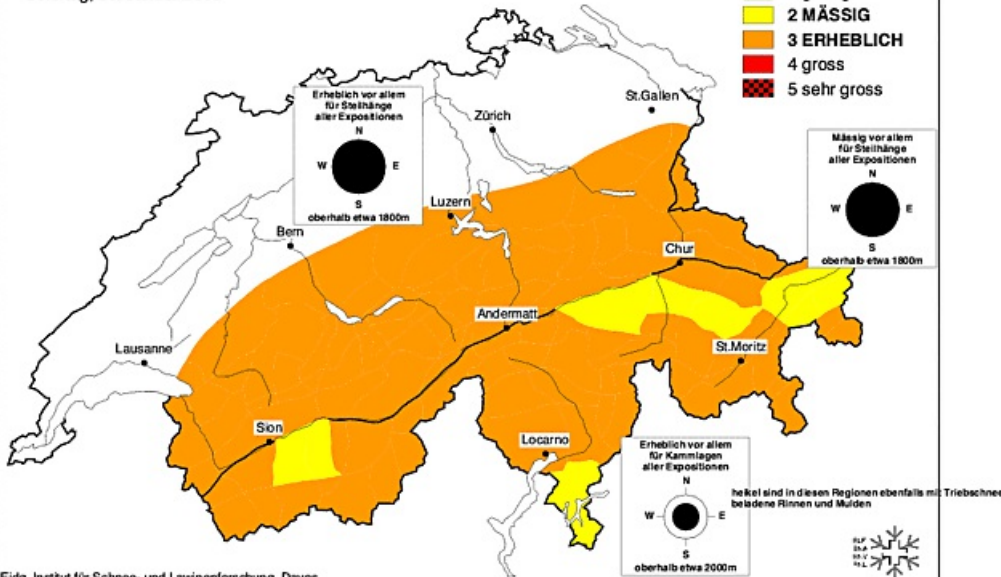 2 MÄSSIG
3 ERHEBLICH
4 gross
5 sehr gross
Erheblich vor allem
für Steilhänge
aller Expositionen
N
W E
S
oberhalb etwa 1800m
St.Gallen
Zürich
Mässig vor allem
für Steilhänge
aller Expositionen
N
W E
S
oberhalb etwa 1800m
Luzern
Bern
Chur
Andermatt
Lausanne
St.Moritz
Sion
Locarno
Erheblich vor allem
für Kammlagen
aller Expositionen
N
W E
S
oberhalb etwa 2000m
heikel sind in diesen Regionen ebenfalls mit Triebschnee
beladene Rinnen und Mulden
SLF
Eidg. Institut für Schnee- und Lawinenforschung, Davos